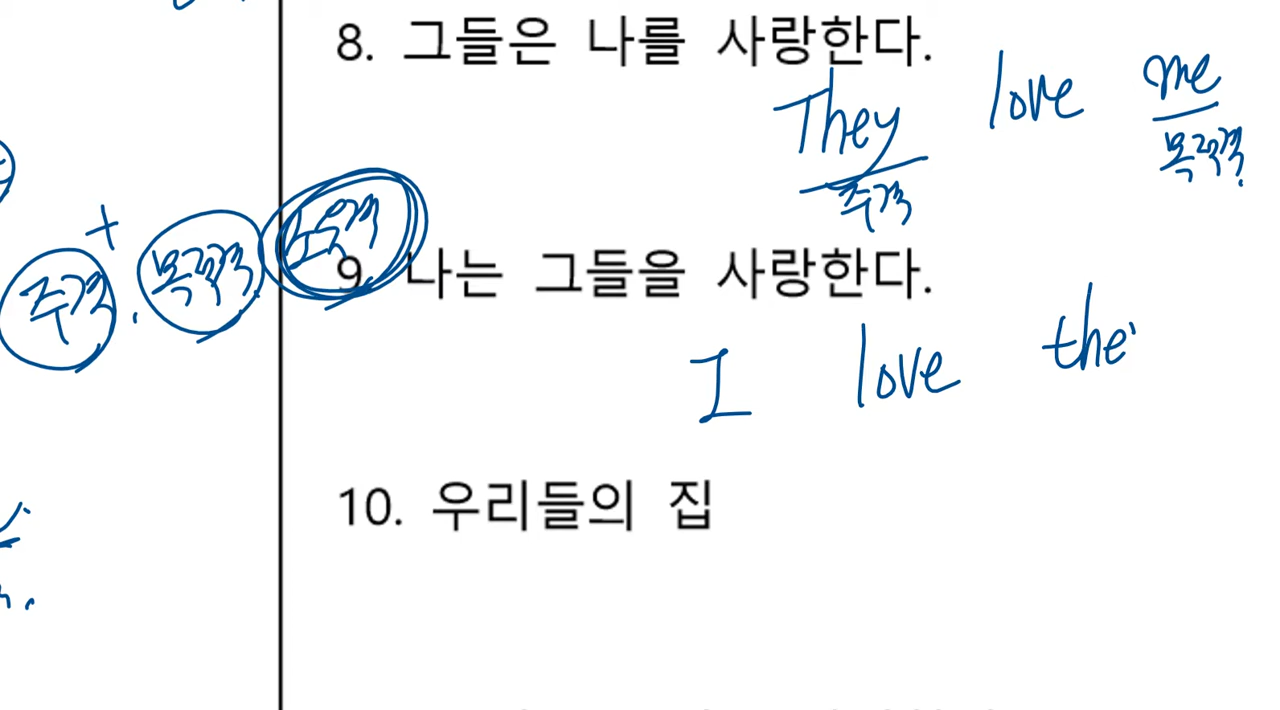 8. 그들은 나를 사랑한다.
They love me
주격 목적격.
+
주격. 목적격 소유격
9. 나는 그들을 사랑한다.
I love the
10. 우리들의 집